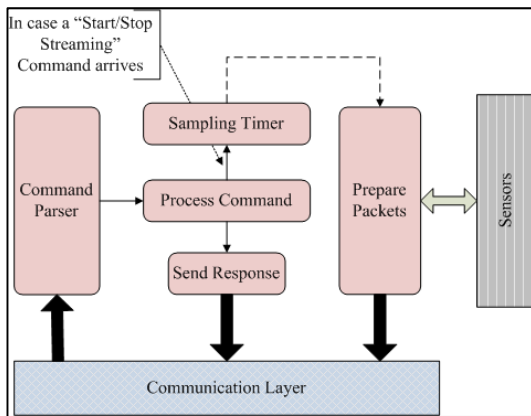 In case a “Start/Stop
Streaming”
Command arrives
Sampling Timer
Command
Parser
Process Command
Prepare
Packets
Sensors
Send Response
Communication Layer